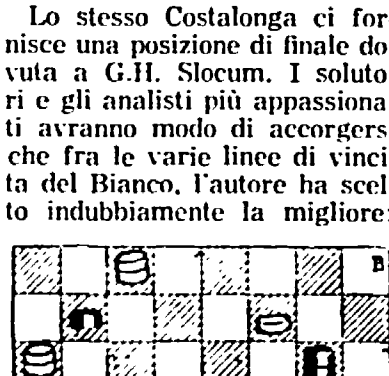 Lo stesso Costalonga ci for
nisce una posizione di finale do
vuta a G.H. Slocum. I soluto
ri e gli analisti più appassiona
ti avranno modo di accorgers
che fra le varie linee di vinci
ta del Bianco, l'autore ha scel
to indubbiamente la migliore:
B